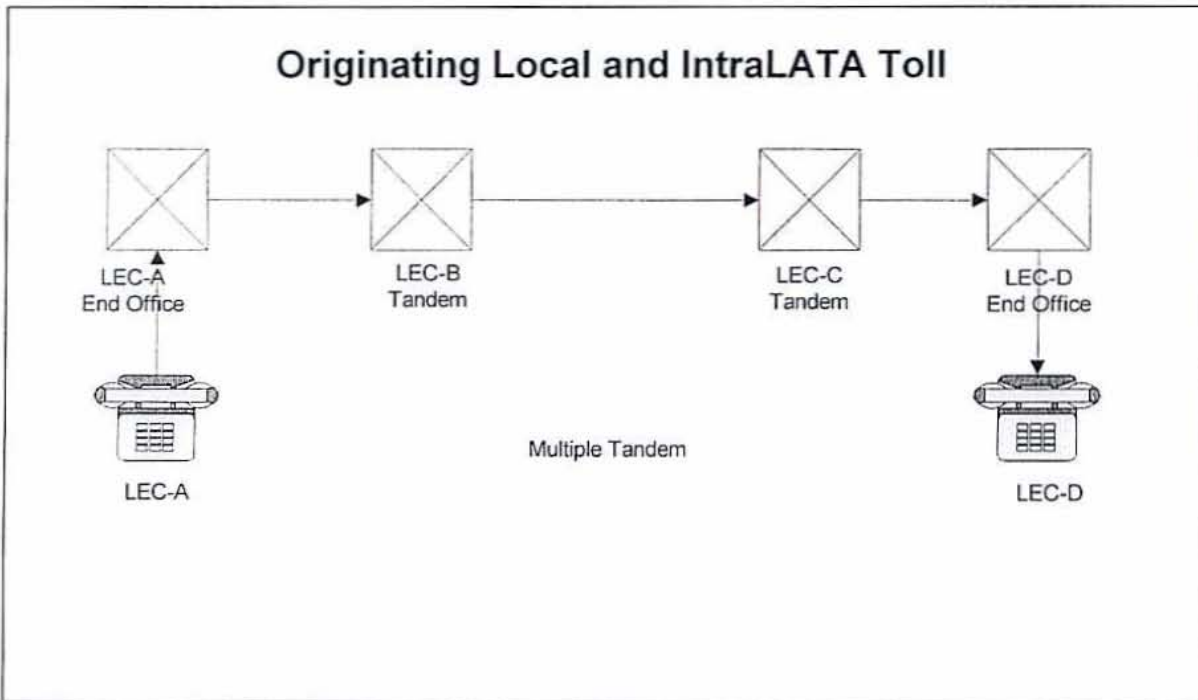 Originating Local and IntraLATA Toll
LEC-A
End Office
LEC-B
Tandem
LEC-C
Tandem
LEC-D
End Office
Multiple Tandem
LEC-A
LEC-D